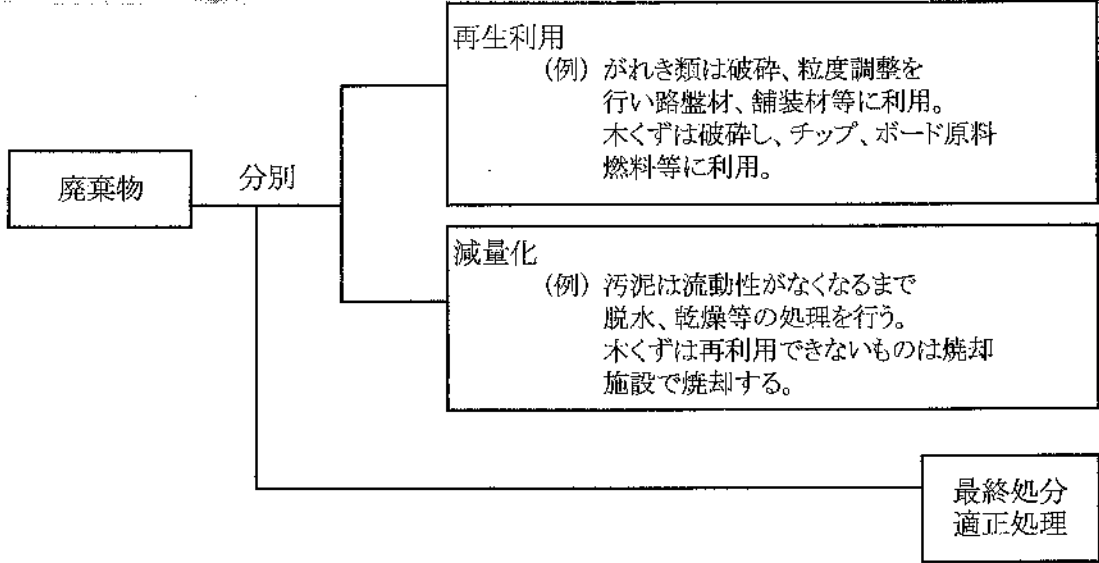 廃棄物
分別
再生利用
（例）がれき類は破砕、粒度調整を
行い路盤材、舗装材等に利用。
木くずは破砕し、チップ、ボード原料
燃料等に利用。
減量化
（例）汚泥は流動性がなくなるまで
脱水、乾燥等の処理を行う。
木くずは再利用できないものは焼却
施設で焼却する。
最終処分
適正処理